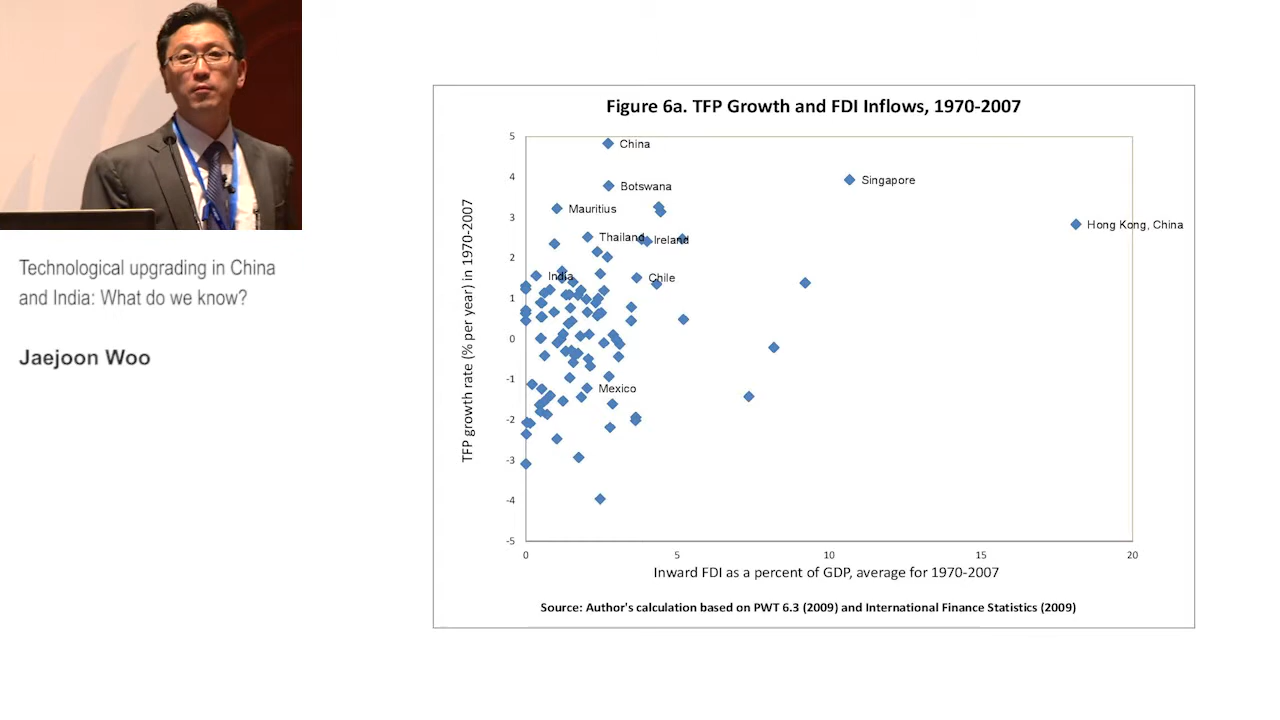 Technological upgrading in China
and India: What do we know?
Jaejoon Woo
Figure 6a. TFP Growth and FDI Inflows, 1970-2007
TFP growth rate (% per year) in 1970-2007
5
4
3
2
1
0
-1
-2
-3
-4
-5
China
Botswana
Singapore
Mauritius
Hong Kong, China
Thailand
Ireland
India
Chile
Mexico
0
5
10
15
20
Inward FDI as a percent of GDP, average for 1970-2007
Source: Author's calculation based on PWT 6.3 (2009) and International Finance Statistics (2009)